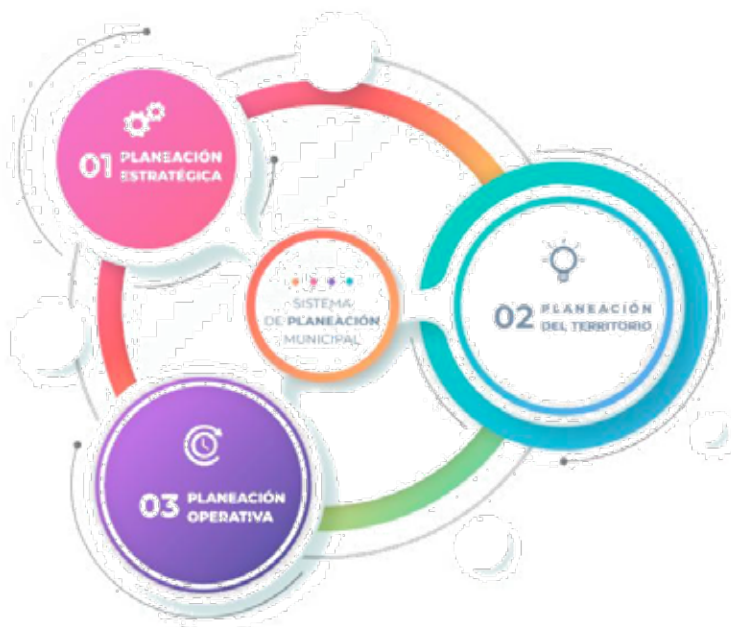 01 PLANEACIÓN
ESTRATÉGICA
SISTEMA
DE PLANEACIÓN
MUNICIPAL
02 PLANEACIÓN
DEL TERRITORIO
03 PLANEACIÓN
OPERATIVA